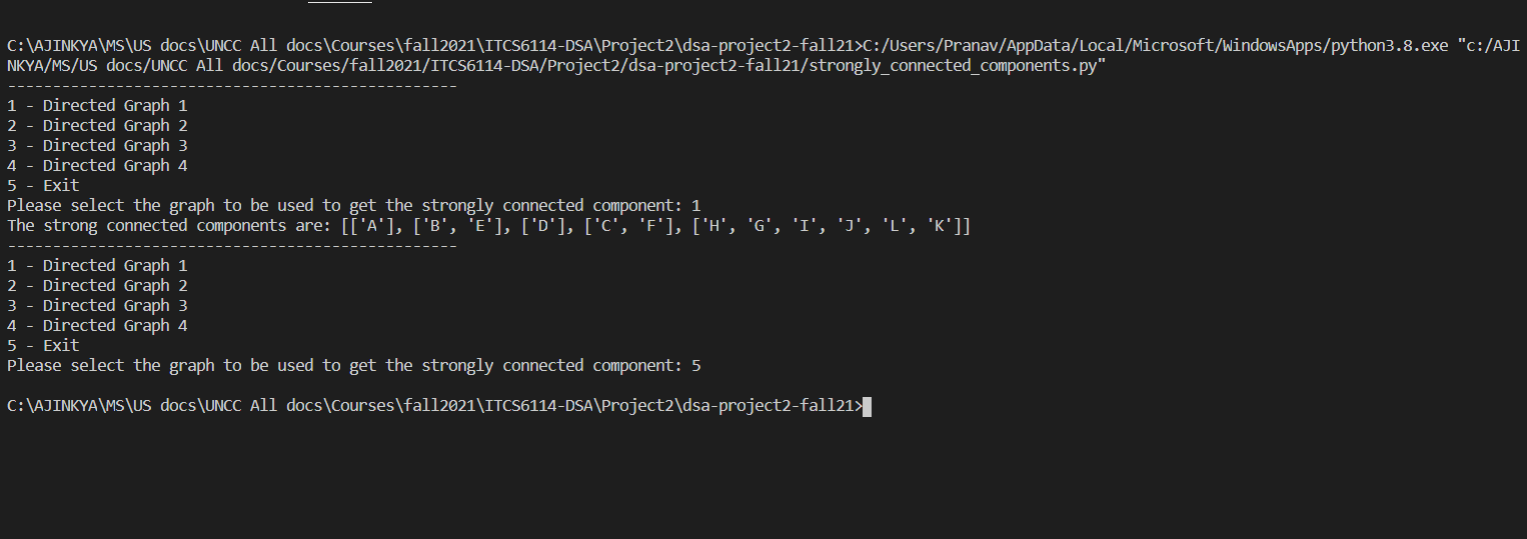 C:\AJINKYA\MS\US docs\UNCC All docs\Courses\fall2021\ITCS6114-DSA\Project2\dsa-project2-fall21>C:/Users/Pranav/AppData/Local/Microsoft/WindowsApps/python3.8.exe "c:/AJI
NKYA/MS/US docs/UNCC All docs/Courses/fall2021/ITCS6114-DSA/Project2/dsa-project2-fall21/strongly_connected_components.py"
--------------------------------------------------
1 - Directed Graph 1
2 - Directed Graph 2
3 - Directed Graph 3
4 - Directed Graph 4
5 - Exit
Please select the graph to be used to get the strongly connected component: 1
The strong connected components are: [['A'], ['B', 'E'], ['D'], ['C', 'F'], ['H', 'G', 'I', 'J', 'L', 'K']]
--------------------------------------------------
1 - Directed Graph 1
2 - Directed Graph 2
3 - Directed Graph 3
4 - Directed Graph 4
5 - Exit
Please select the graph to be used to get the strongly connected component: 5
C:\AJINKYA\MS\US docs\UNCC All docs\Courses\fall2021\ITCS6114-DSA\Project2\dsa-project2-fall21>